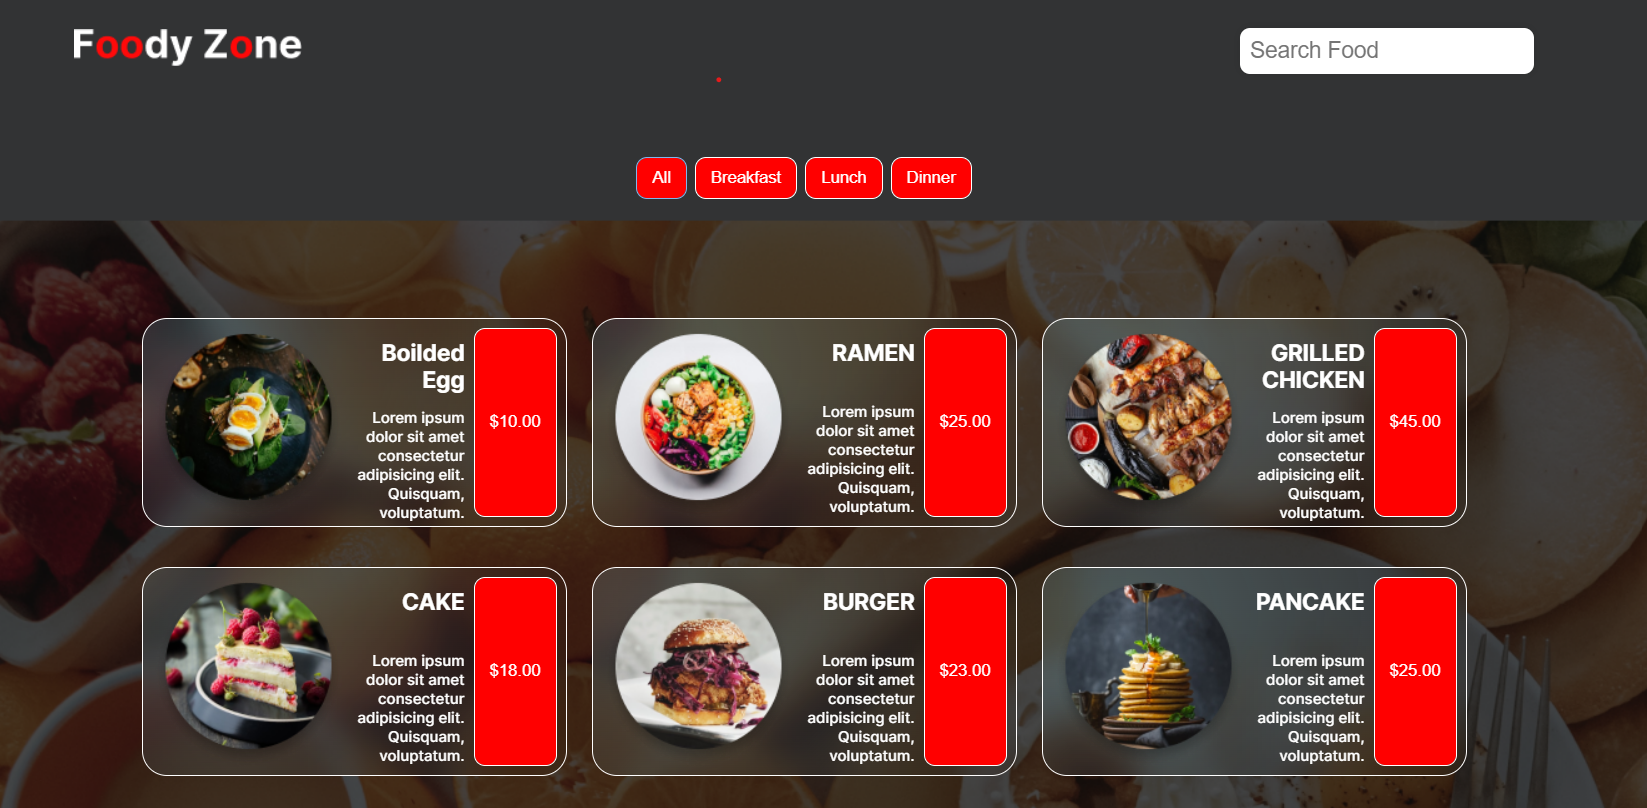 Foody Zone
Search Food
All
Breakfast
Lunch
Dinner
Boilded
Egg
Lorem ipsum
dolor sit amet
consectetur
adipisicing elit.
Quisquam,
voluptatum.
$10.00
RAMEN
Lorem ipsum
dolor sit amet
consectetur
adipisicing elit.
Quisquam,
voluptatum.
$25.00
GRILLED
CHICKEN
Lorem ipsum
dolor sit amet
consectetur
adipisicing elit.
Quisquam,
voluptatum.
$45.00
CAKE
Lorem ipsum
dolor sit amet
consectetur
adipisicing elit.
Quisquam,
voluptatum.
$18.00
BURGER
Lorem ipsum
dolor sit amet
consectetur
adipisicing elit.
Quisquam,
voluptatum.
$23.00
PANCAKE
Lorem ipsum
dolor sit amet
consectetur
adipisicing elit.
Quisquam,
voluptatum.
$25.00